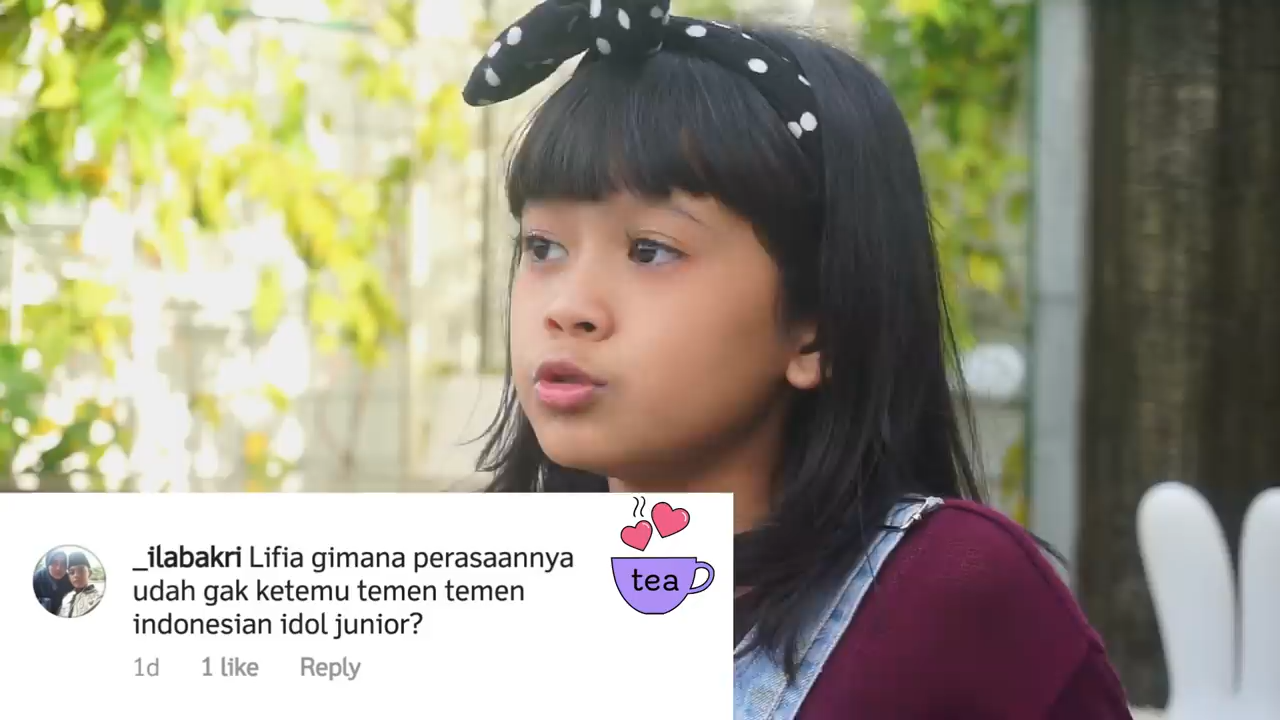 _ilabakri Lifia gimana perasaannya
udah gak ketemu temen temen
indonesian idol junior?
1d 1 like Reply
tea